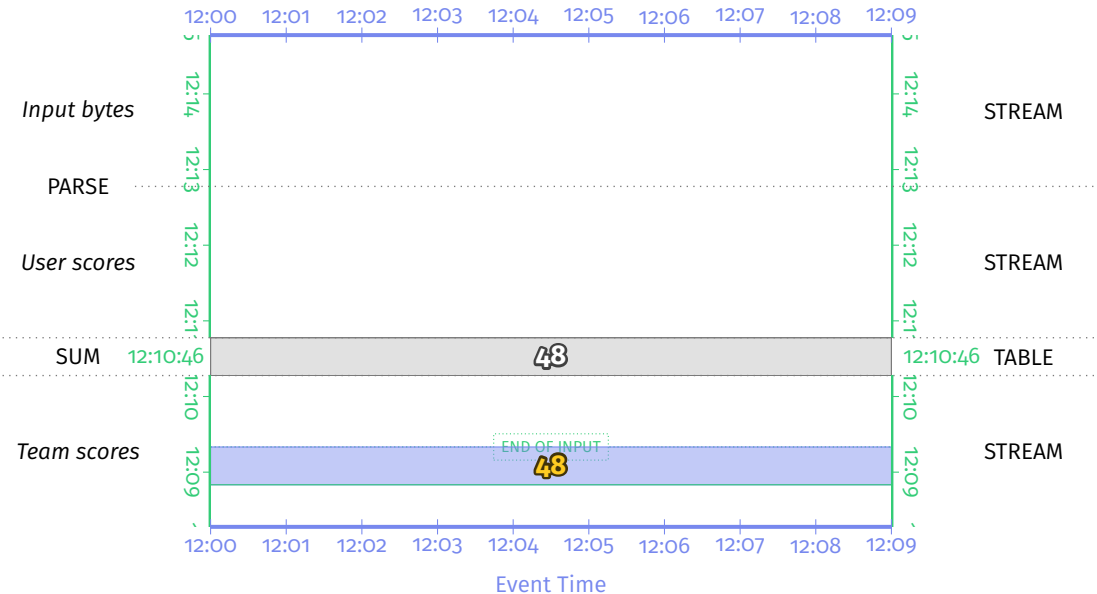 12:00 12:01 12:02 12:03 12:04 12:05 12:06 12:07 12:08 12:09
12:14 12:14
Input bytes STREAM
12:13 12:13
PARSE
12:12 12:12
User scores STREAM
SUM 12:10:46 48 12:10:46 TABLE
12:10 12:10
END OF INPUT
Team scores STREAM
48
12:09 12:09
12:00 12:01 12:02 12:03 12:04 12:05 12:06 12:07 12:08 12:09
Event Time